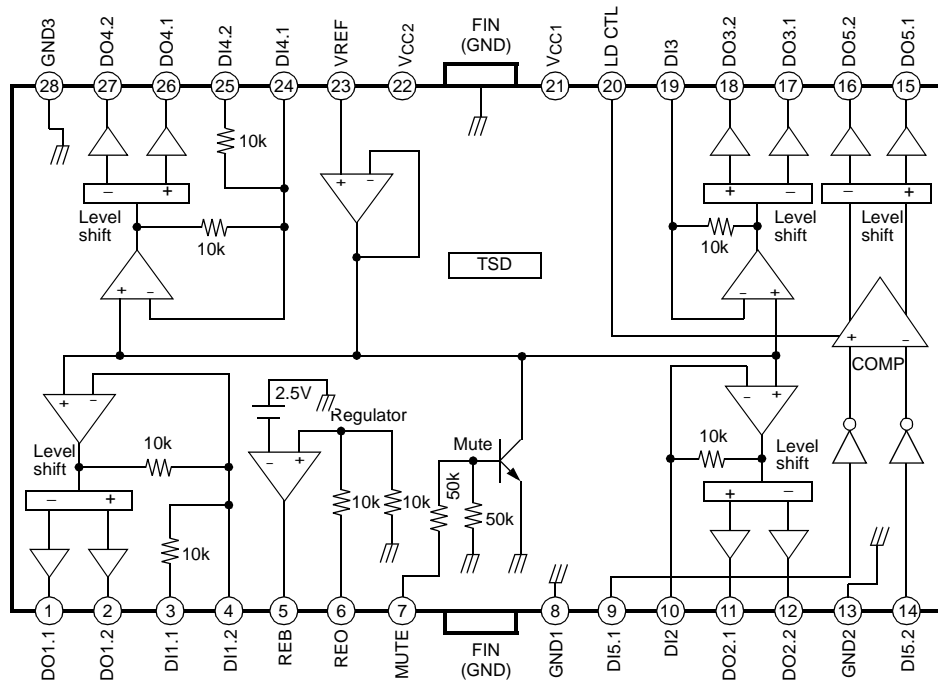 GND3
DO4.2
DO4.1
DI4.2
DI4.1
VREF
VCC2
FIN
(GND)
VCC1
LD CTL
DI3
DO3.2
DO3.1
DO5.2
DO5.1
28
27
26
25
24
23
22
21
20
19
18
17
16
15
10k
+
−
− +
+ −
− +
Level
shift
10k
10k
Level
shift
Level
shift
TSD
+ −
− +
+ −
COMP
+ −
2.5V
Regulator
− +
Mute
− +
Level
shift
10k
10k
Level
shift
− +
+ −
10k
10k
10k
50k
50k
1
2
3
4
5
6
7
8
9
10
11
12
13
14
DO1.1
DO1.2
DI1.1
DI1.2
REB
REO
MUTE
FIN
(GND)
GND1
DI5.1
DI2
DO2.1
DO2.2
GND2
DI5.2